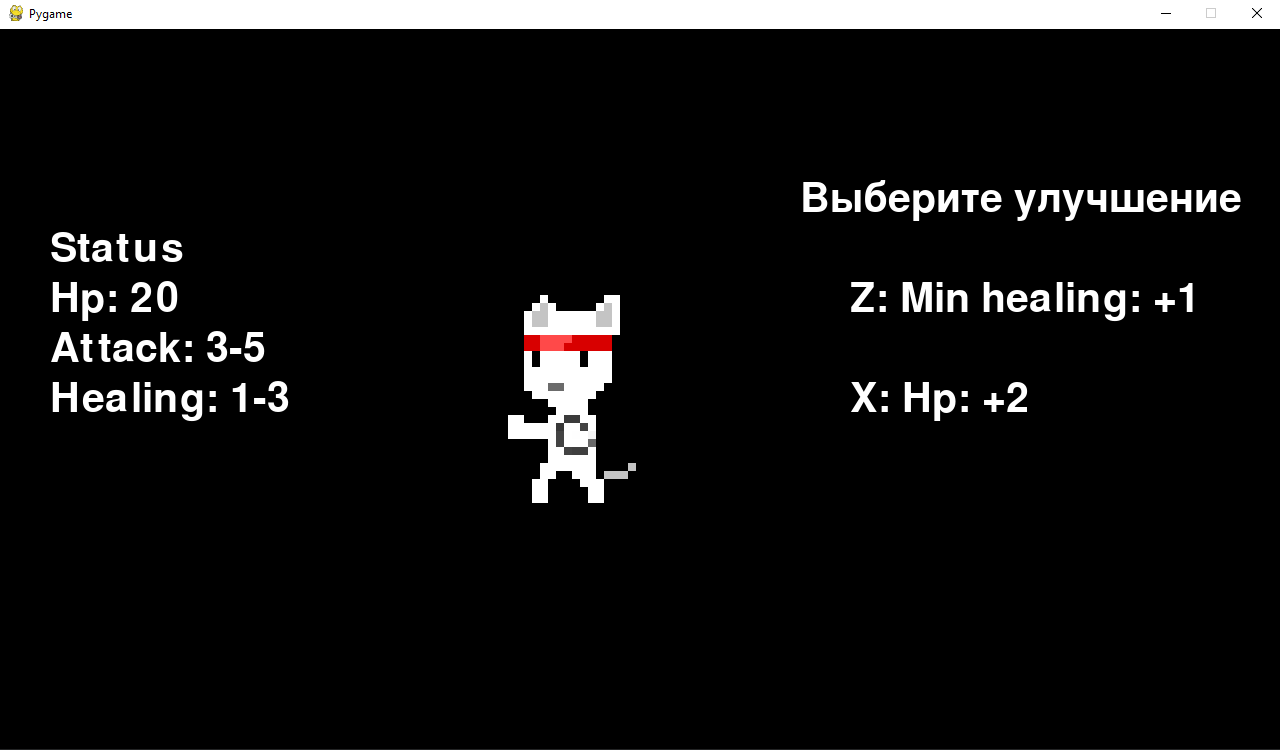 Pygame
Status
Hp: 20
Attack: 3-5
Healing: 1-3
Выберите улучшение
Z: Min healing: +1
X: Hp: +2